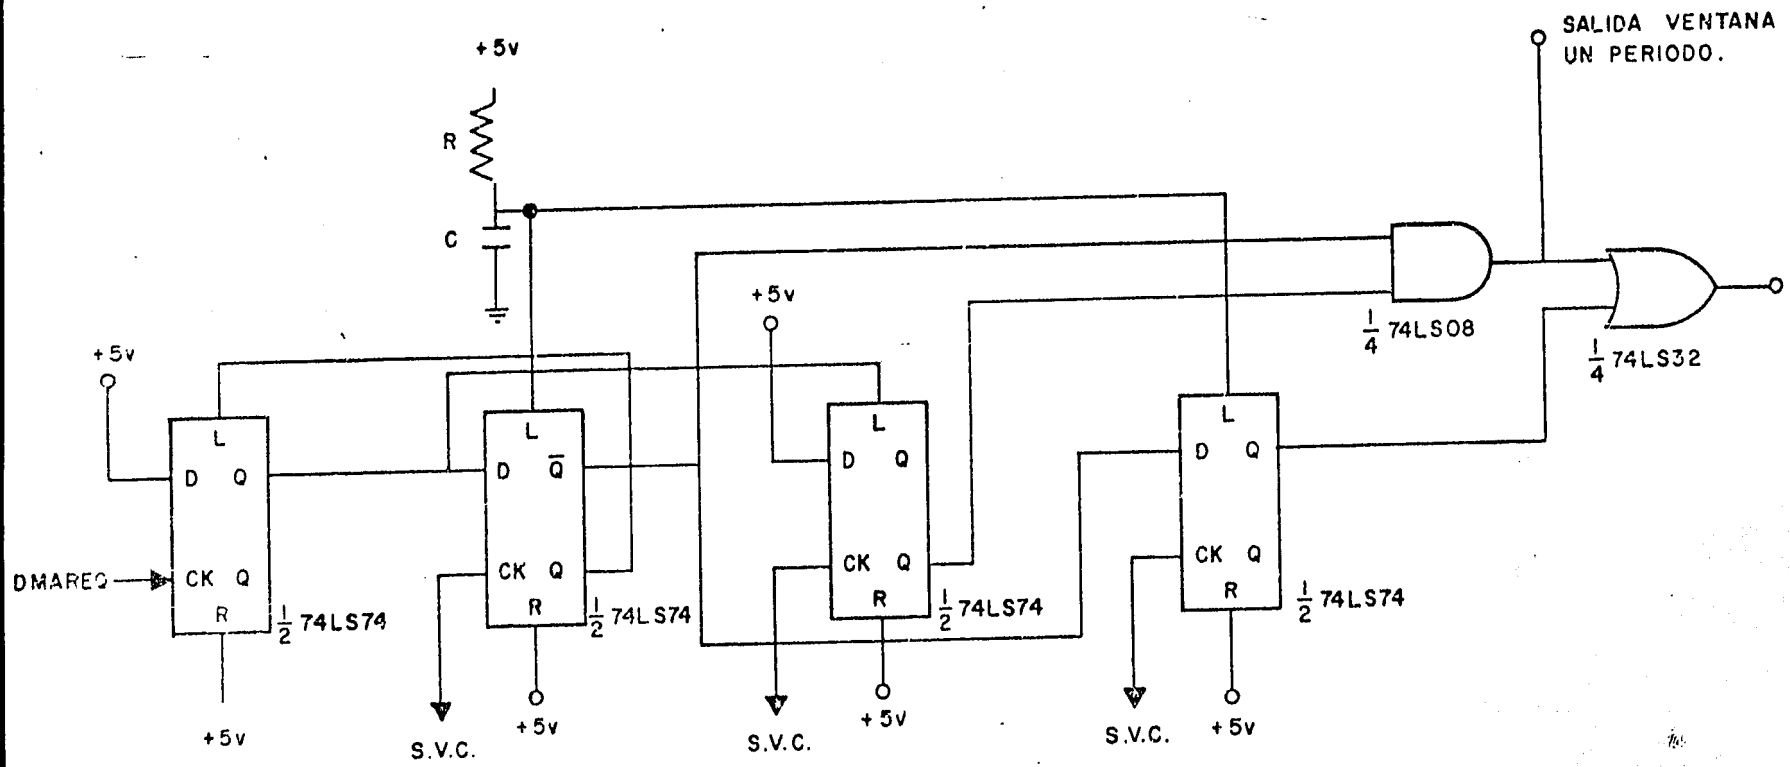 SALIDA VENTANA
UN PERIODO.
+5v
R
C
+5v
+5v
1/4 74LS08
1/4 74LS32
L
D Q
CK Q
R
DMAREQ
1/2 74LS74
+5v
L
D Q̅
CK Q
R
1/2 74LS74
+5v
S.V.C.
L
D Q
CK Q
R
1/2 74LS74
+5v
S.V.C.
L
D Q
CK Q
R
1/2 74LS74
+5v
S.V.C.